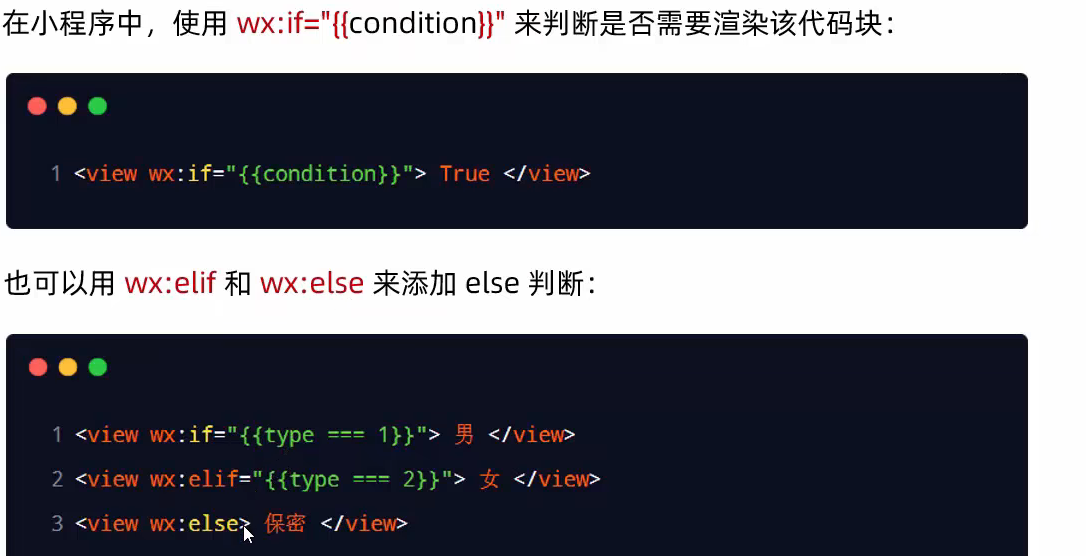 在小程序中，使用 wx:if="{{condition}}" 来判断是否需要渲染该代码块：
1 <view wx:if="{{condition}}"> True </view>
也可以用 wx:elif 和 wx:else 来添加 else 判断：
1 <view wx:if="{{type === 1}}"> 男 </view>
2 <view wx:elif="{{type === 2}}"> 女 </view>
3 <view wx:else> 保密 </view>